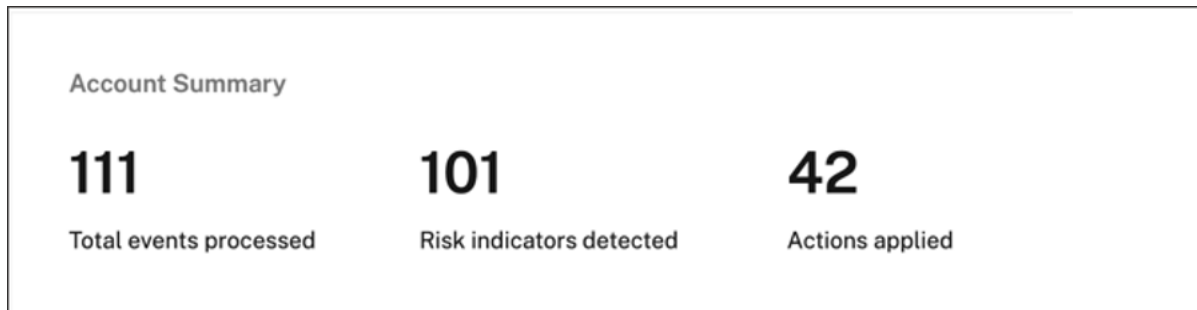 Account Summary
111 101 42
Total events processed Risk indicators detected Actions applied